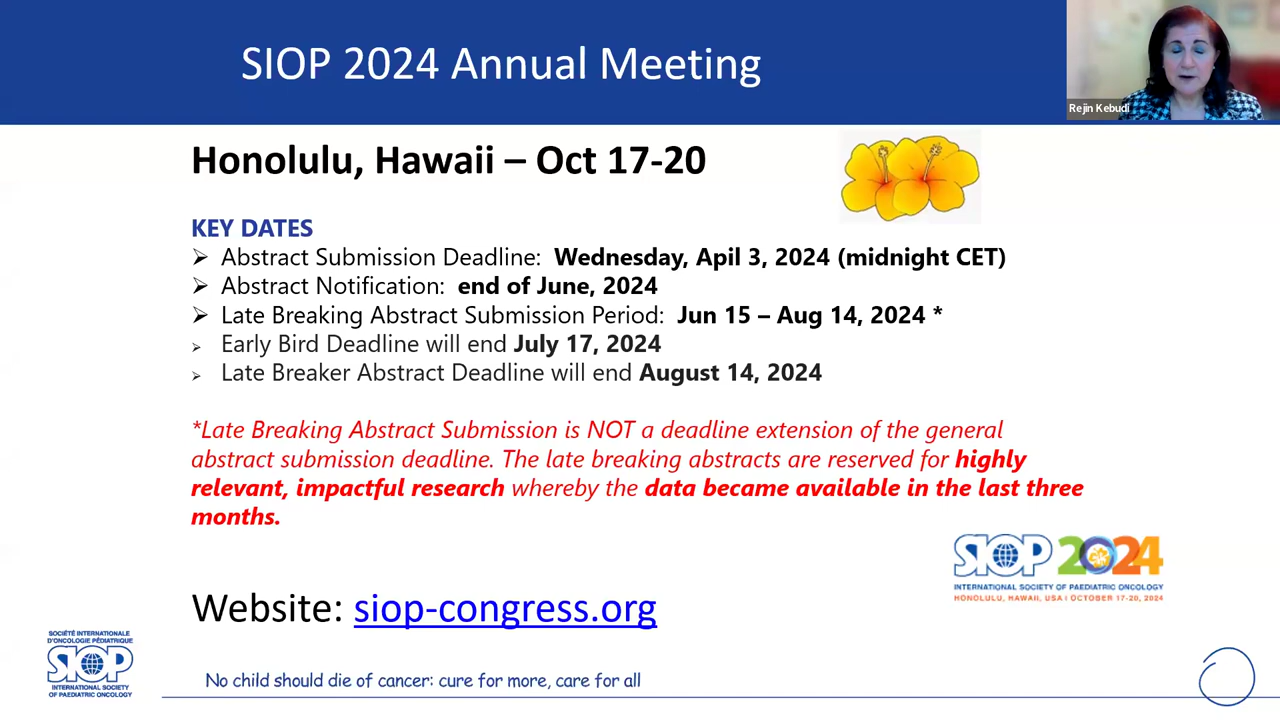 SIOP 2024 Annual Meeting
Rejin Kebudi
Honolulu, Hawaii – Oct 17-20
KEY DATES
➢ Abstract Submission Deadline: Wednesday, Apil 3, 2024 (midnight CET)
➢ Abstract Notification: end of June, 2024
➢ Late Breaking Abstract Submission Period: Jun 15 – Aug 14, 2024 *
➢ Early Bird Deadline will end July 17, 2024
➢ Late Breaker Abstract Deadline will end August 14, 2024
*Late Breaking Abstract Submission is NOT a deadline extension of the general
abstract submission deadline. The late breaking abstracts are reserved for highly
relevant, impactful research whereby the data became available in the last three
months.
SIOP 2024
INTERNATIONAL SOCIETY OF PAEDIATRIC ONCOLOGY
HONOLULU, HAWAII, USA I OCTOBER 17-20, 2024
Website: siop-congress.org
SOCIÉTÉ INTERNATIONALE
D'ONCOLOGIE PÉDIATRIQUE
SIOP
INTERNATIONAL SOCIETY
OF PAEDIATRIC ONCOLOGY
No child should die of cancer: cure for more, care for all